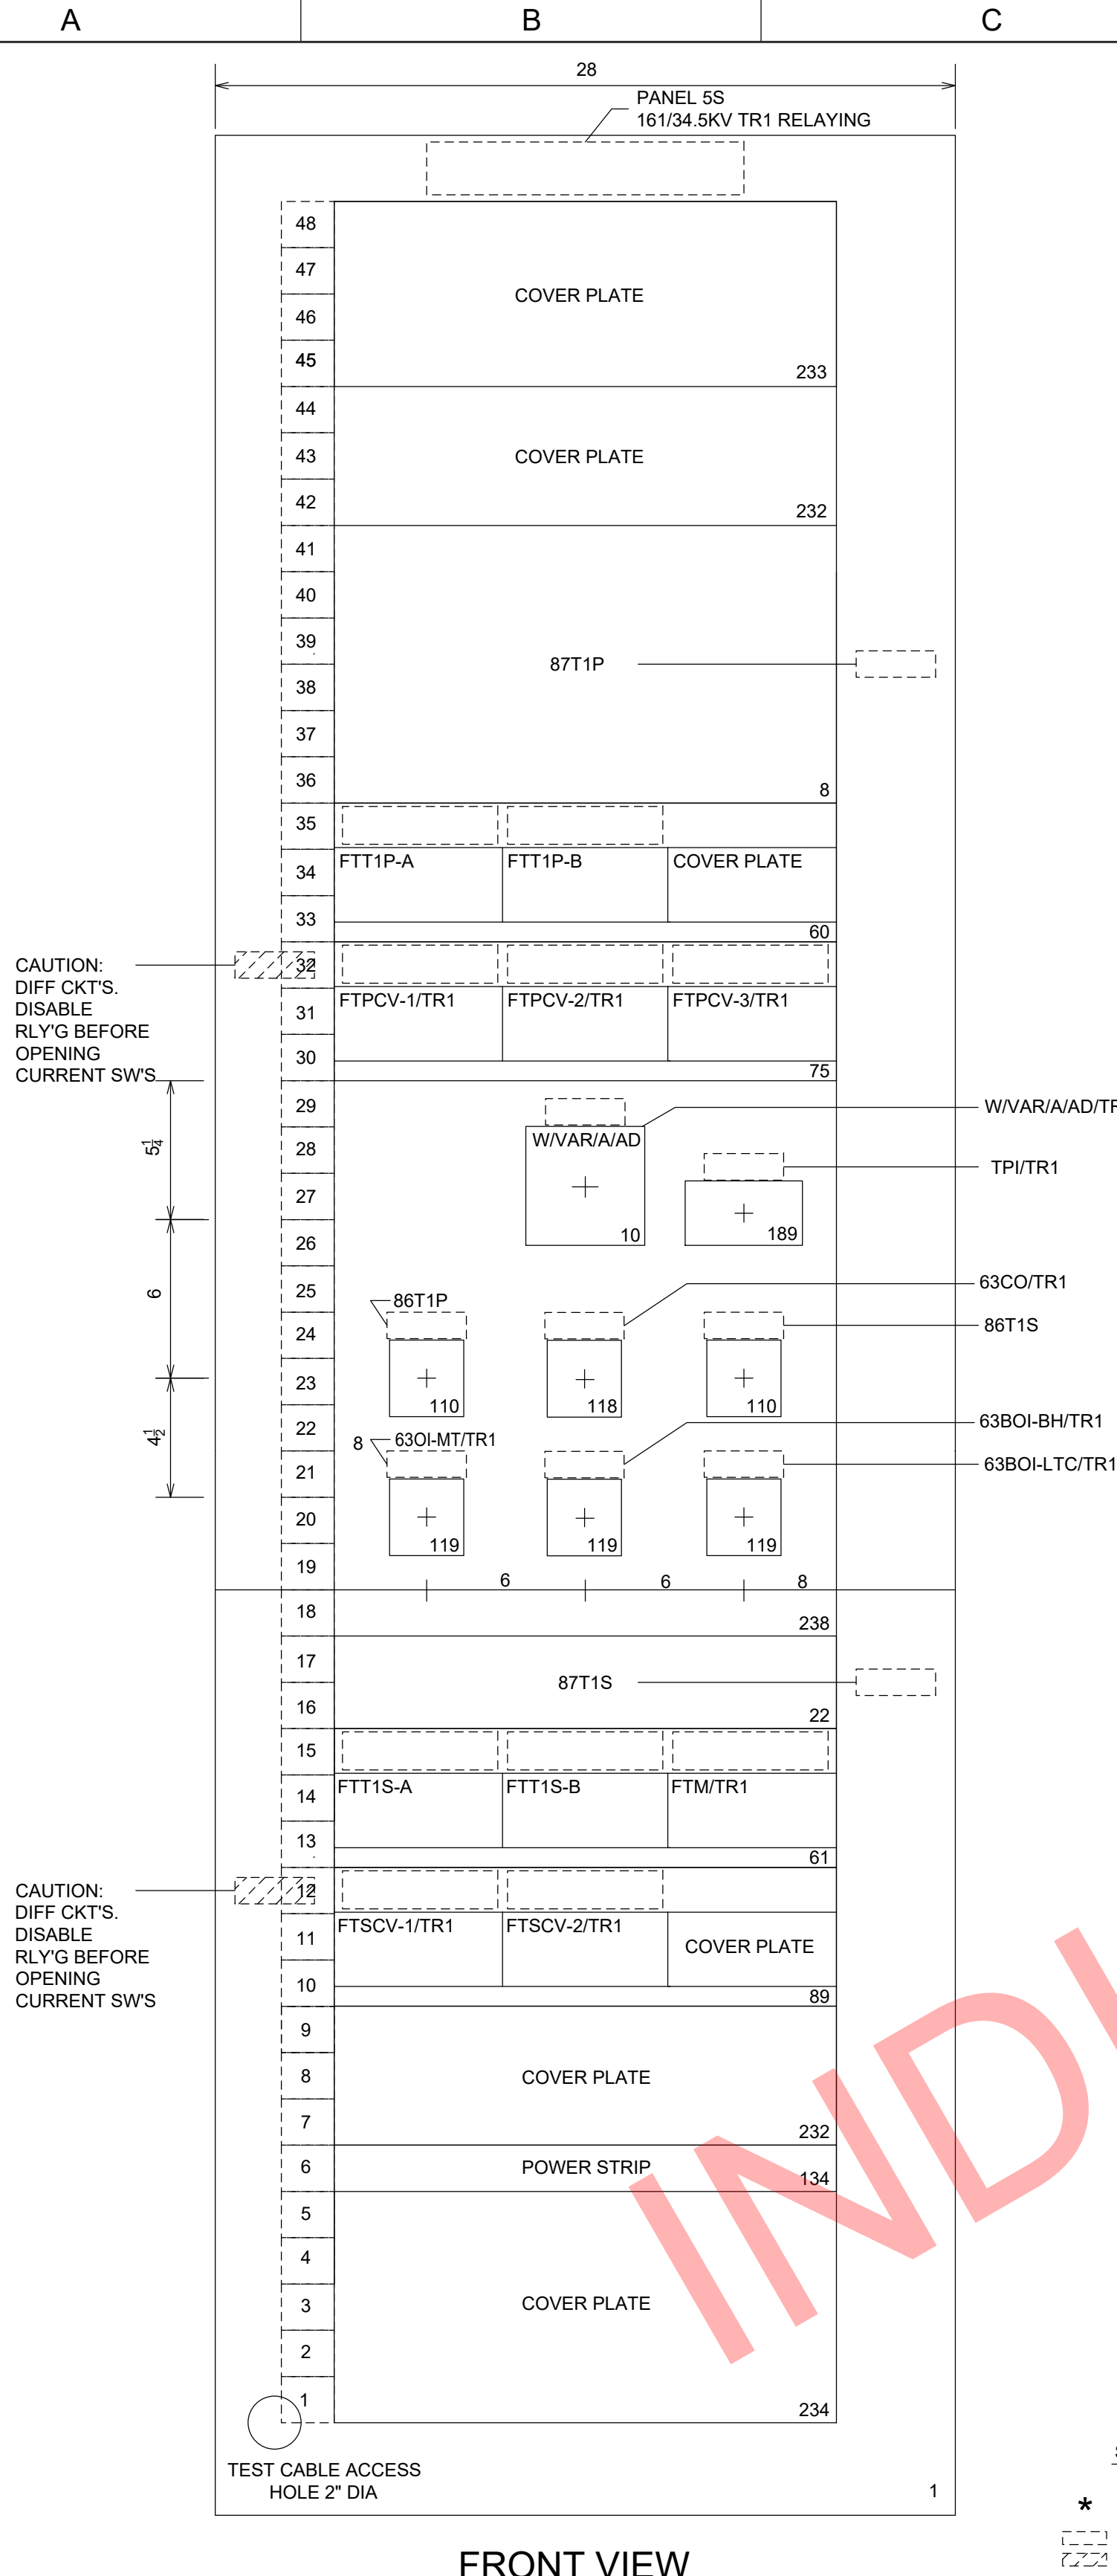 A B C
28
PANEL 5S
161/34.5KV TR1 RELAYING
48
47
COVER PLATE
46
45
233
44
43
COVER PLATE
42
232
41
40
39
87T1P
38
37
36
8
35
FTT1P-A FTT1P-B COVER PLATE
34
33
60
CAUTION:
DIFF CKT'S.
DISABLE
RLY'G BEFORE
OPENING
CURRENT SW'S
32
FTPCV-1/TR1 FTPCV-2/TR1 FTPCV-3/TR1
31
30
75
29
W/VAR/A/AD/TR
5 1/4
28
W/VAR/A/AD
TPI/TR1
27
10
189
26
6
25
63CO/TR1
86T1P
24
86T1S
23
110 118 110
22
4 1/2
63BOI-BH/TR1
8
63OI-MT/TR1
21
63BOI-LTC/TR1
20
119 119 119
19
6 6 8
18
238
17
87T1S
16
22
15
FTT1S-A FTT1S-B FTM/TR1
14
13
61
CAUTION:
DIFF CKT'S.
DISABLE
RLY'G BEFORE
OPENING
CURRENT SW'S
12
FTSCV-1/TR1 FTSCV-2/TR1
COVER PLATE
11
10
89
9
8
COVER PLATE
7
232
6
POWER STRIP
134
5
4
3
COVER PLATE
2
1
234
TEST CABLE ACCESS
HOLE 2" DIA
1
*
FRONT VIEW
IND